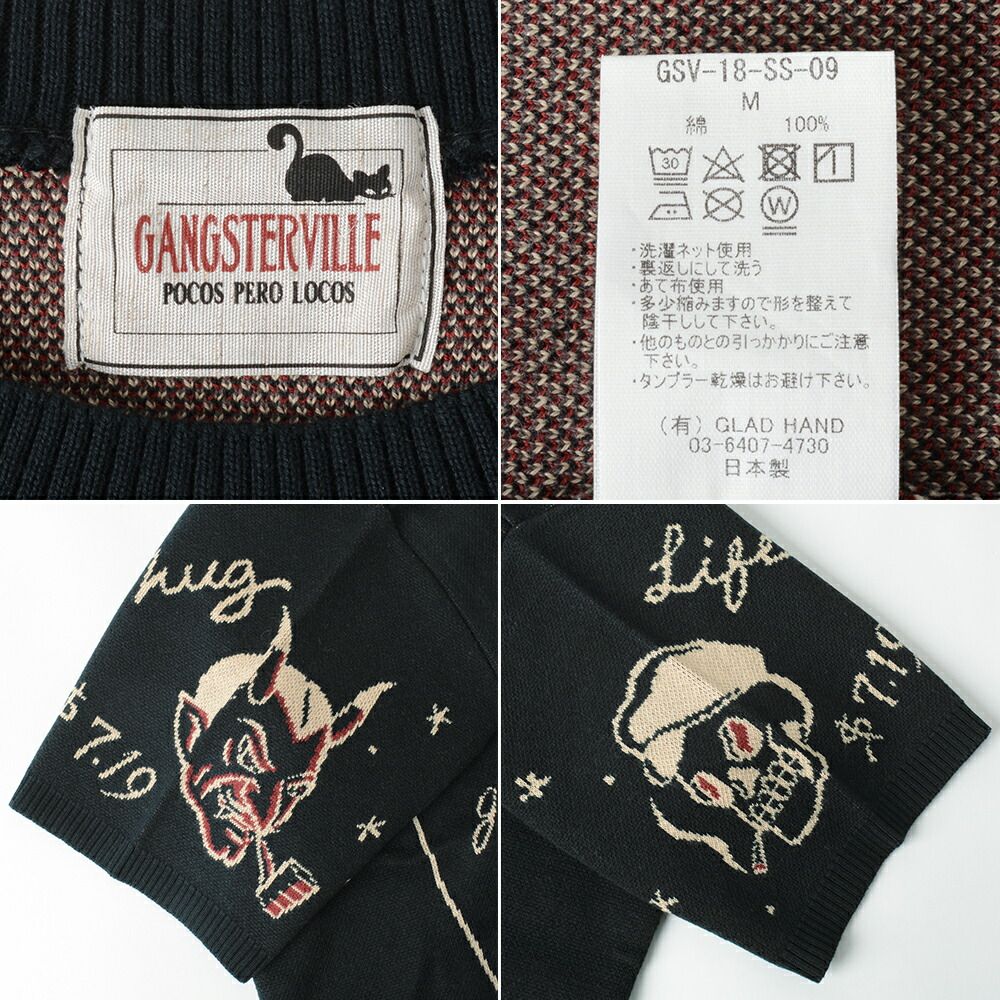 GANGSTERVILLE
POCOS PERO LOCOS
GSV-18-SS-09
M
綿 100%
30
1
W
・洗濯ネット使用
・裏返しにして洗う
・あて布使用
・多少縮みますので形を整えて
陰干しして下さい。
・他のものとの引っかかりにご注意
下さい。
・タンブラー乾燥はお避け下さい。
(有) GLAD HAND
03-6407-4730
日本製
hug
$ 7.19
Life
$ 7.19